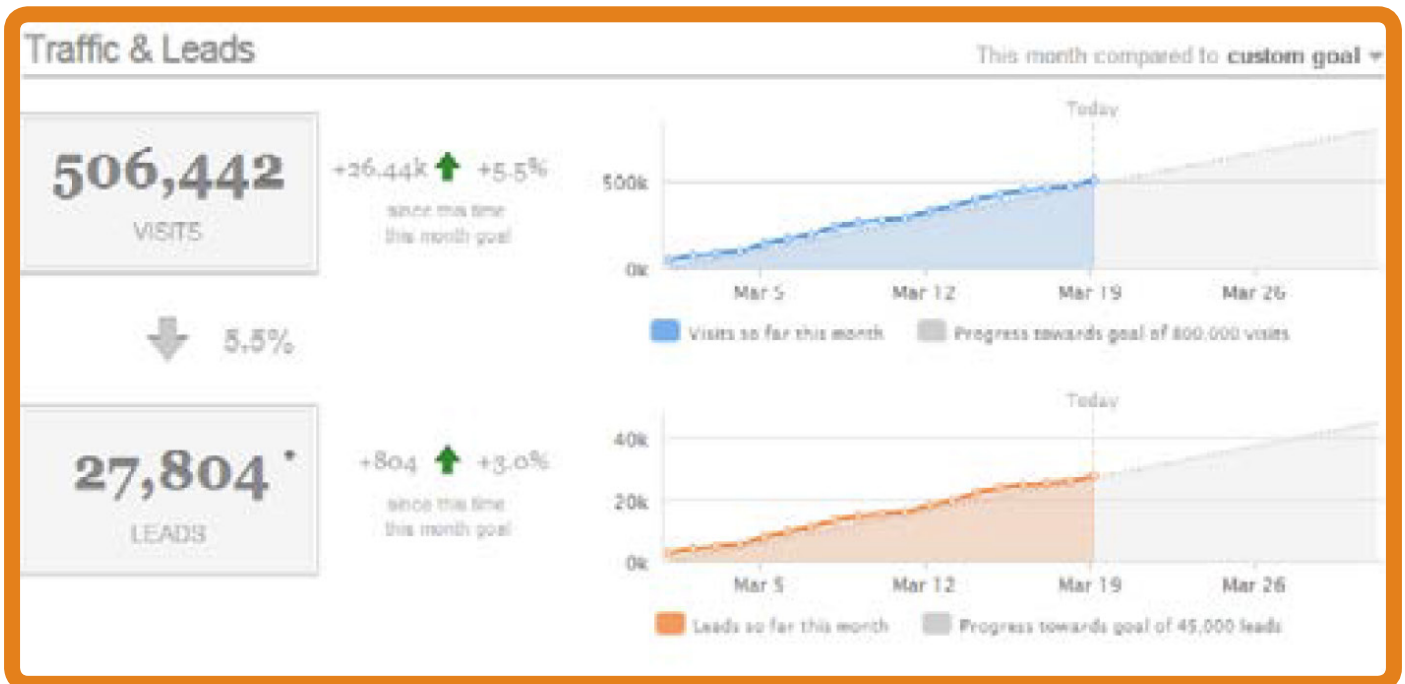 Traffic & Leads
This month compared to custom goal
506,442
VISITS
+26.44k +5.5%
since this time
this month goal
5.5%
27,804*
LEADS
+804 +3.0%
since this time
this month goal
Today
500k
0k
Mar 5 Mar 12 Mar 19 Mar 26
Visits so far this month Progress towards goal of 800,000 visits
Today
40k
20k
0k
Mar 5 Mar 12 Mar 19 Mar 26
Leads so far this month Progress towards goal of 45,000 leads